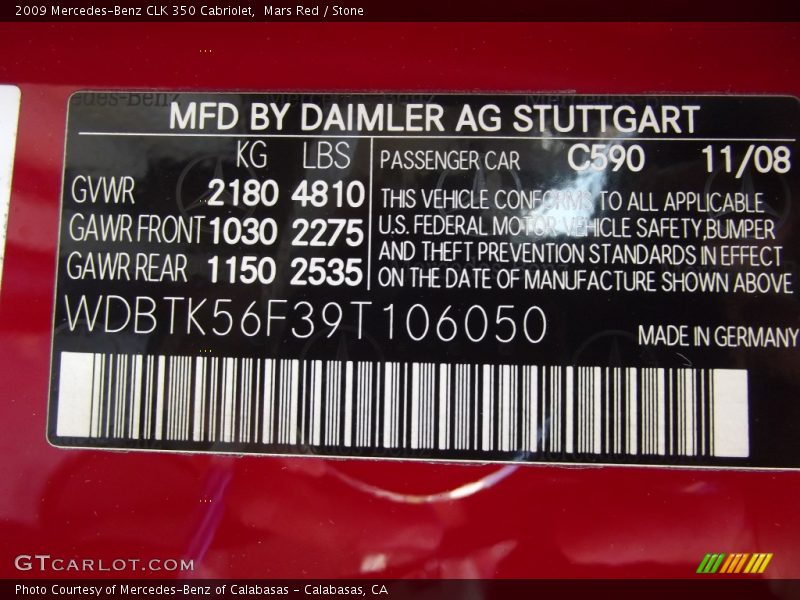 2009 Mercedes-Benz CLK 350 Cabriolet, Mars Red / Stone
MFD BY DAIMLER AG STUTTGART
KG LBS
GVWR 2180 4810
GAWR FRONT 1030 2275
GAWR REAR 1150 2535
PASSENGER CAR C590 11/08
THIS VEHICLE CONFORMS TO ALL APPLICABLE
U.S. FEDERAL MOTOR VEHICLE SAFETY, BUMPER
AND THEFT PREVENTION STANDARDS IN EFFECT
ON THE DATE OF MANUFACTURE SHOWN ABOVE
WDBTK56F39T106050
MADE IN GERMANY
GTCARLOT.COM
Photo Courtesy of Mercedes-Benz of Calabasas - Calabasas, CA